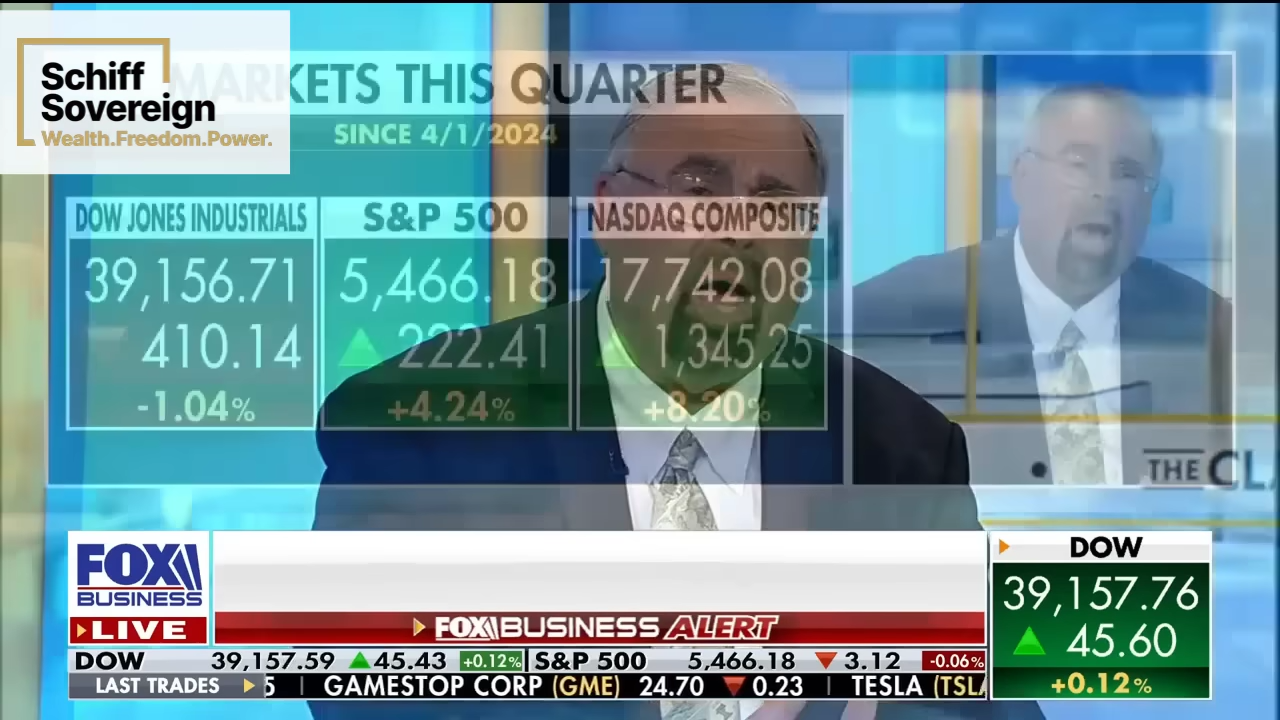 Schiff
Sovereign
Wealth.Freedom.Power.
MARKETS THIS QUARTER
SINCE 4/1/2024
DOW JONES INDUSTRIALS
39,156.71
410.14
-1.04%
S&P 500
5,466.18
222.41
+4.24%
NASDAQ COMPOSITE
17,742.08
1,345.25
+8.20%
THE CLA
FOX
BUSINESS
LIVE
FOX BUSINESS ALERT
DOW
39,157.76
45.60
+0.12%
DOW 39,157.59 45.43 +0.12% S&P 500 5,466.18 3.12 -0.06%
LAST TRADES 5 GAMESTOP CORP (GME) 24.70 0.23 TESLA (TSLA